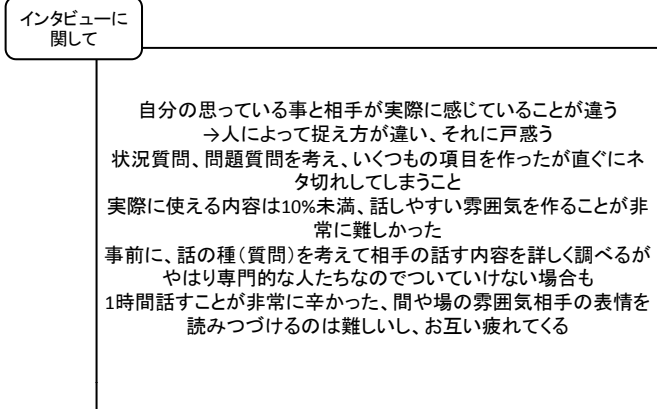 インタビューに
関して
自分の思っている事と相手が実際に感じていることが違う
→人によって捉え方が違い、それに戸惑う
状況質問、問題質問を考え、いくつもの項目を作ったが直ぐにネ
タ切れしてしまうこと
実際に使える内容は10%未満、話しやすい雰囲気を作ることが非
常に難しかった
事前に、話の種（質問）を考えて相手の話す内容を詳しく調べるが
やはり専門的な人たちなのでついていけない場合も
1時間話すことが非常に辛かった、間や場の雰囲気相手の表情を
読みつづけるのは難しいし、お互い疲れてくる